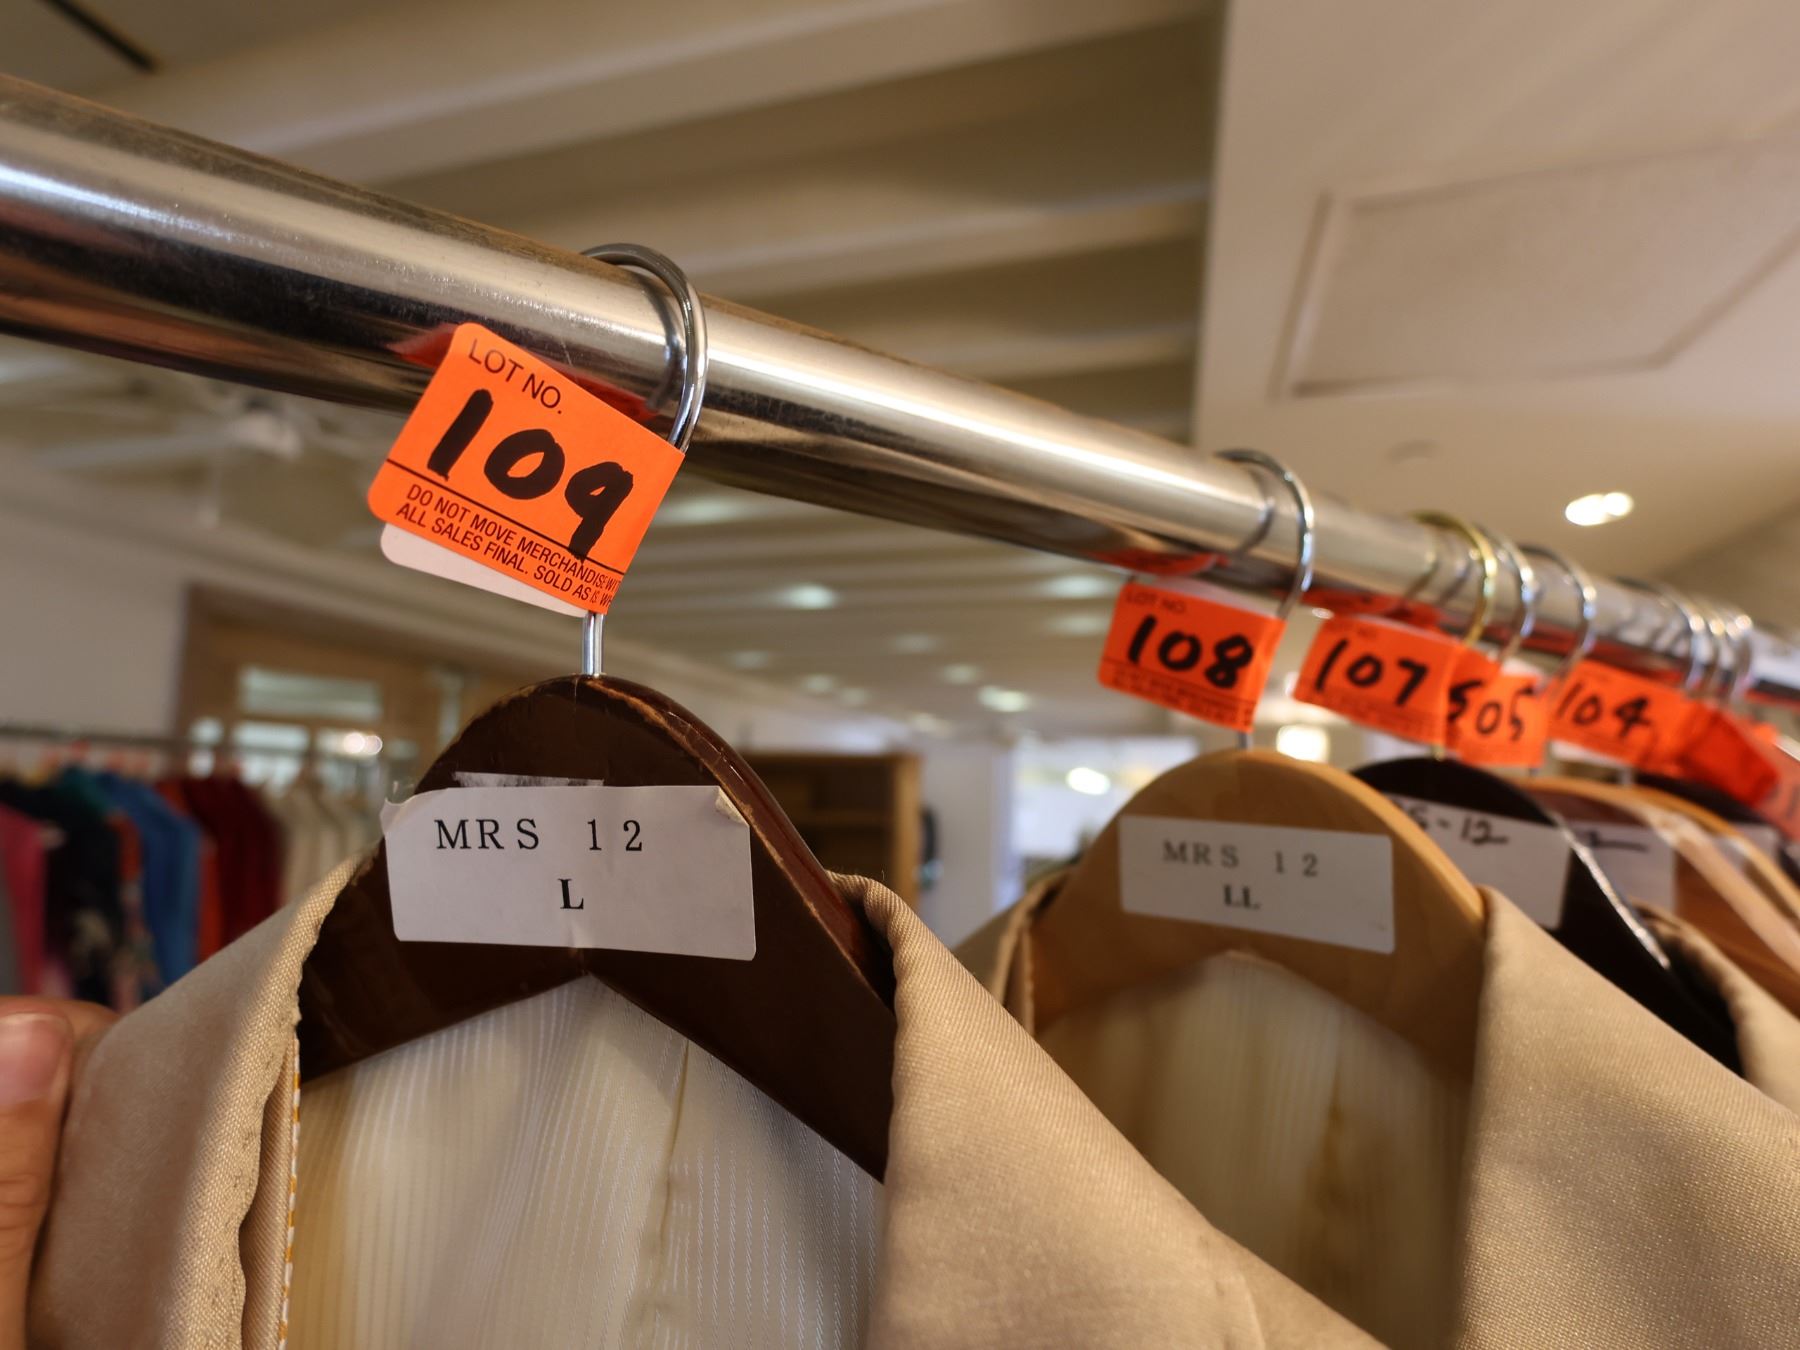 LOT NO.
109
DO NOT MOVE MERCHANDISE
ALL SALES FINAL. SOLD AS IS
MRS 12
L
LOT NO.
108
MRS 12
LL
107
505
104